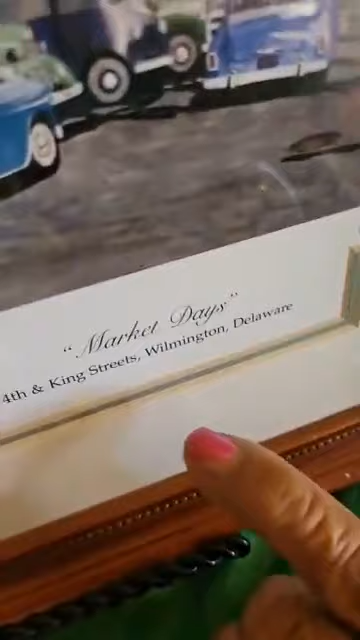 “Market Days”
4th & King Streets, Wilmington, Delaware